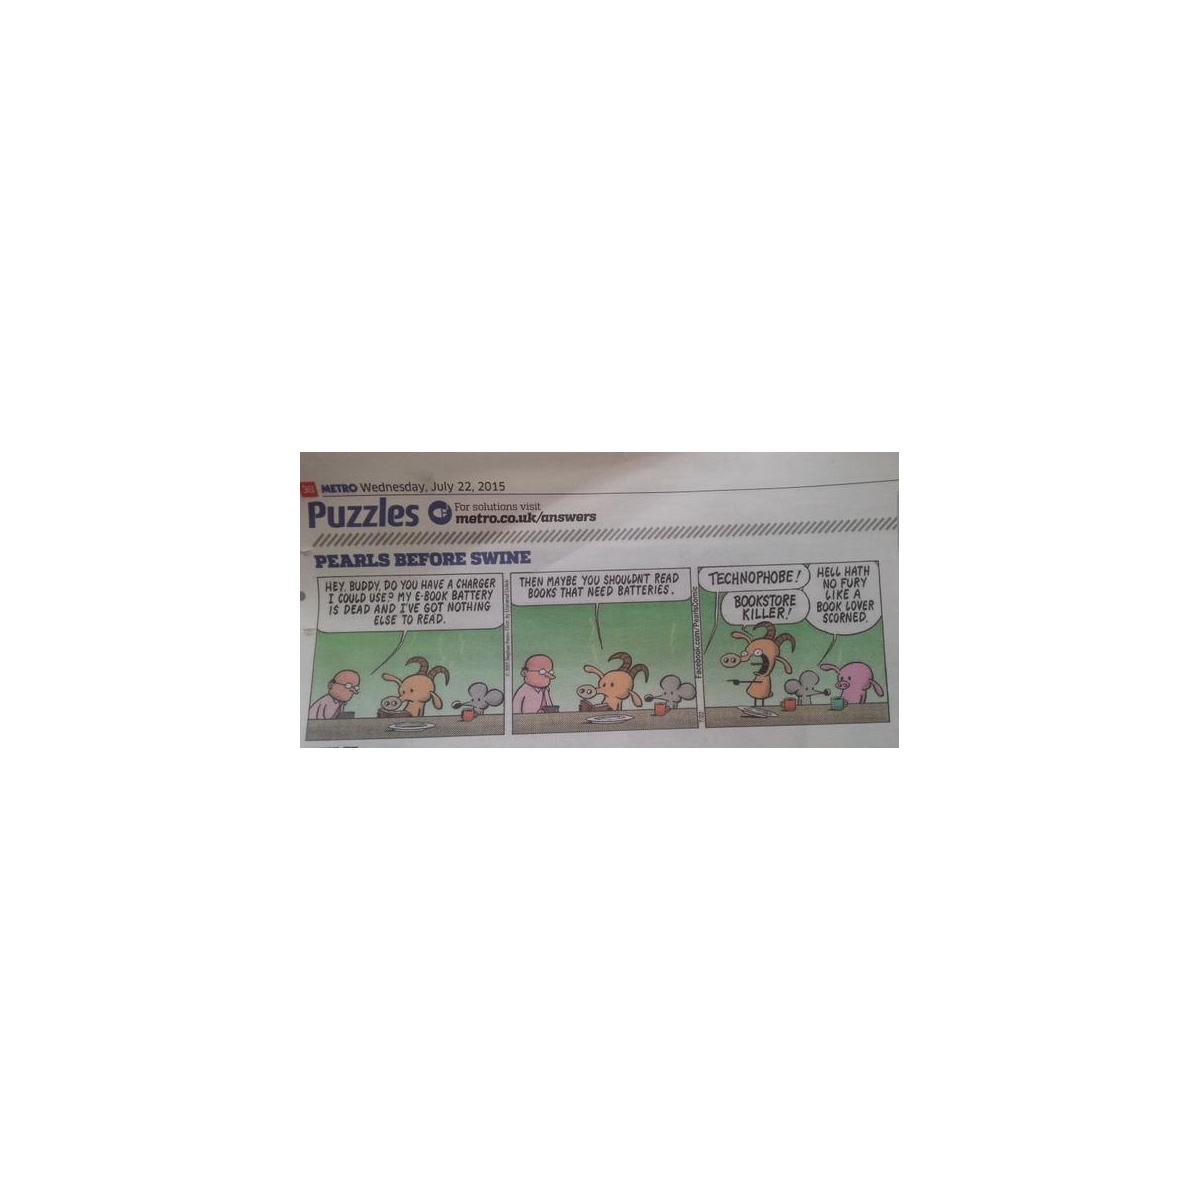 38 METRO Wednesday, July 22, 2015
Puzzles
For solutions visit
metro.co.uk/answers
PEARLS BEFORE SWINE
HEY, BUDDY, DO YOU HAVE A CHARGER
I COULD USE? MY E-BOOK BATTERY
IS DEAD AND I'VE GOT NOTHING
ELSE TO READ.
THEN MAYBE YOU SHOULDN'T READ
BOOKS THAT NEED BATTERIES.
Facebook.com/PearlsComic
TECHNOPHOBE!
BOOKSTORE
KILLER!
HELL HATH
NO FURY
LIKE A
BOOK LOVER
SCORNED.